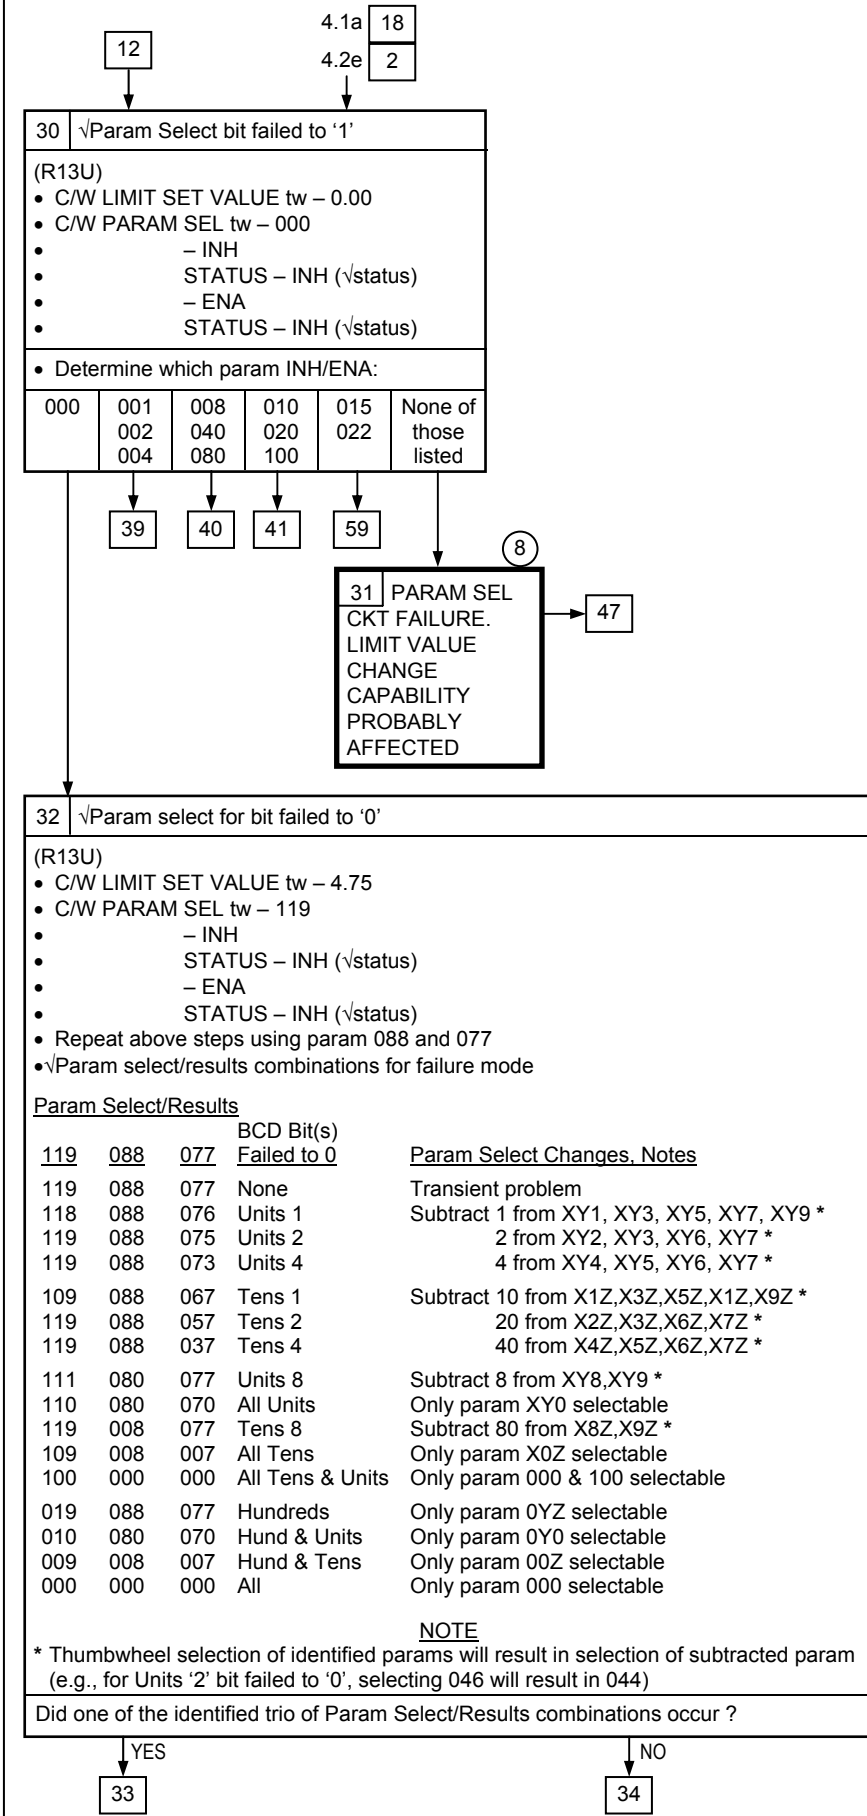 4.1a 18
12
4.2e 2
30 √Param Select bit failed to ‘1’
(R13U)
• C/W LIMIT SET VALUE tw – 0.00
• C/W PARAM SEL tw – 000
• – INH
• STATUS – INH (√status)
• – ENA
• STATUS – INH (√status)
• Determine which param INH/ENA:
000 001 008 010 015 None of
002 040 020 022 those
004 080 100 listed
39 40 41 59
8
31 PARAM SEL
CKT FAILURE.
LIMIT VALUE
CHANGE
CAPABILITY
PROBABLY
AFFECTED
47
32 √Param select for bit failed to ‘0’
(R13U)
• C/W LIMIT SET VALUE tw – 4.75
• C/W PARAM SEL tw – 119
• – INH
• STATUS – INH (√status)
• – ENA
• STATUS – INH (√status)
• Repeat above steps using param 088 and 077
•√Param select/results combinations for failure mode
Param Select/Results
BCD Bit(s)
119 088 077 Failed to 0 Param Select Changes, Notes
119 088 077 None Transient problem
118 088 076 Units 1 Subtract 1 from XY1, XY3, XY5, XY7, XY9 *
119 088 075 Units 2 2 from XY2, XY3, XY6, XY7 *
119 088 073 Units 4 4 from XY4, XY5, XY6, XY7 *
109 088 067 Tens 1 Subtract 10 from X1Z,X3Z,X5Z,X1Z,X9Z *
119 088 057 Tens 2 20 from X2Z,X3Z,X6Z,X7Z *
119 088 037 Tens 4 40 from X4Z,X5Z,X6Z,X7Z *
111 080 077 Units 8 Subtract 8 from XY8,XY9 *
110 080 070 All Units Only param XY0 selectable
119 008 077 Tens 8 Subtract 80 from X8Z,X9Z *
109 008 007 All Tens Only param X0Z selectable
100 000 000 All Tens & Units Only param 000 & 100 selectable
019 088 077 Hundreds Only param 0YZ selectable
010 080 070 Hund & Units Only param 0Y0 selectable
009 008 007 Hund & Tens Only param 00Z selectable
000 000 000 All Only param 000 selectable
NOTE
* Thumbwheel selection of identified params will result in selection of subtracted param
(e.g., for Units ‘2’ bit failed to ‘0’, selecting 046 will result in 044)
Did one of the identified trio of Param Select/Results combinations occur ?
YES NO
33 34